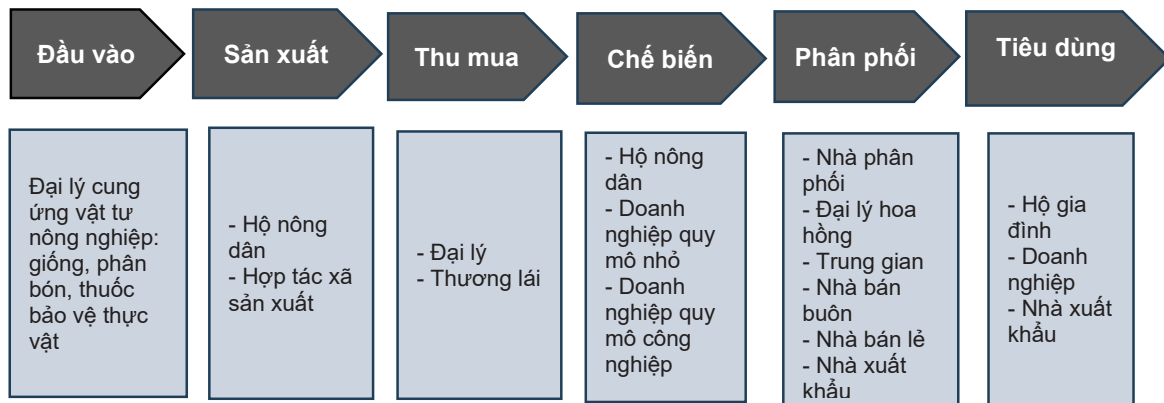 Đầu vào
Sản xuất
Thu mua
Chế biến
Phân phối
Tiêu dùng
Đại lý cung
ứng vật tư
nông nghiệp:
giống, phân
bón, thuốc
bảo vệ thực
vật
- Hộ nông
dân
- Hợp tác xã
sản xuất
- Đại lý
- Thương lái
- Hộ nông
dân
- Doanh
nghiệp quy
mô nhỏ
- Doanh
nghiệp quy
mô công
nghiệp
- Nhà phân
phối
- Đại lý hoa
hồng
- Trung gian
- Nhà bán
buôn
- Nhà bán lẻ
- Nhà xuất
khẩu
- Hộ gia
đình
- Doanh
nghiệp
- Nhà xuất
khẩu